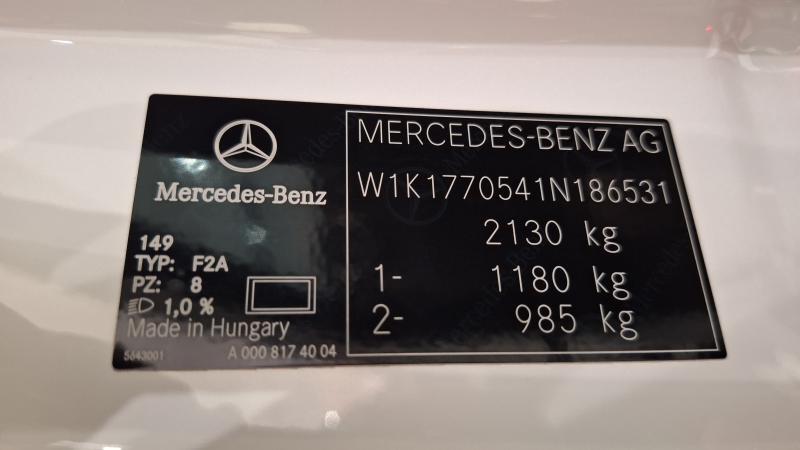 Mercedes-Benz
149
TYP: F2A
PZ: 8
1,0 %
Made in Hungary
5643001
A 000 817 40 04
MERCEDES-BENZ AG
W1K1770541N186531
2130 kg
1- 1180 kg
2- 985 kg